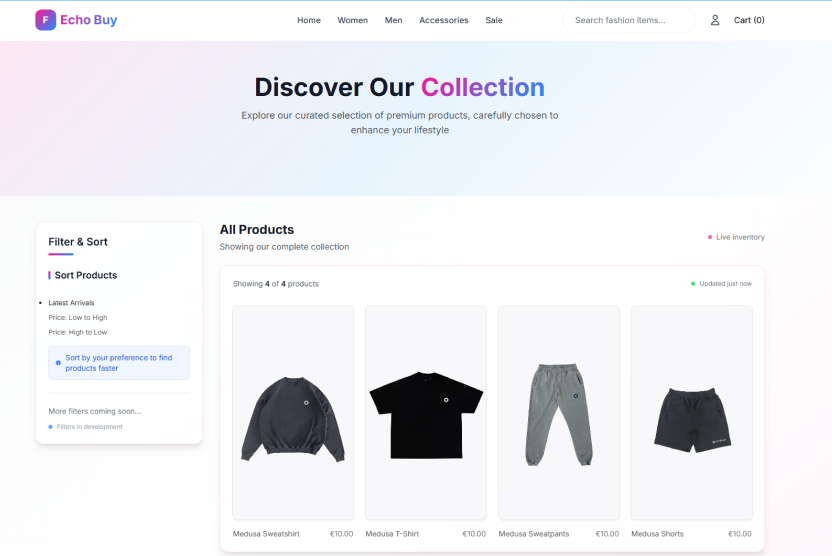 F Echo Buy
Home Women Men Accessories Sale
Search fashion items...
Cart (0)
Discover Our Collection
Explore our curated selection of premium products, carefully chosen to
enhance your lifestyle
Filter & Sort
Sort Products
Latest Arrivals
Price: Low to High
Price: High to Low
Sort by your preference to find
products faster
More filters coming soon...
Filters in development
All Products
Showing our complete collection
Live inventory
Showing 4 of 4 products
Updated just now
Medusa Sweatshirt €10.00
Medusa T-Shirt €10.00
Medusa Sweatpants €10.00
Medusa Shorts €10.00